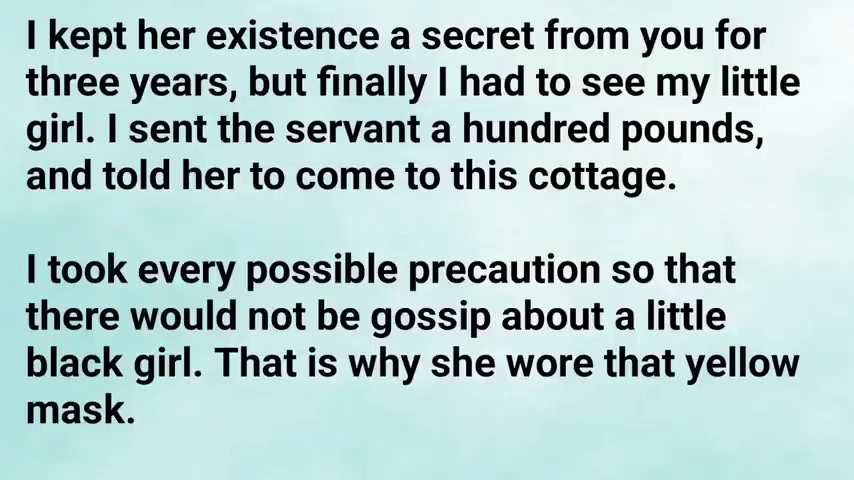 I kept her existence a secret from you for
three years, but finally I had to see my little
girl. I sent the servant a hundred pounds,
and told her to come to this cottage.
I took every possible precaution so that
there would not be gossip about a little
black girl. That is why she wore that yellow
mask.